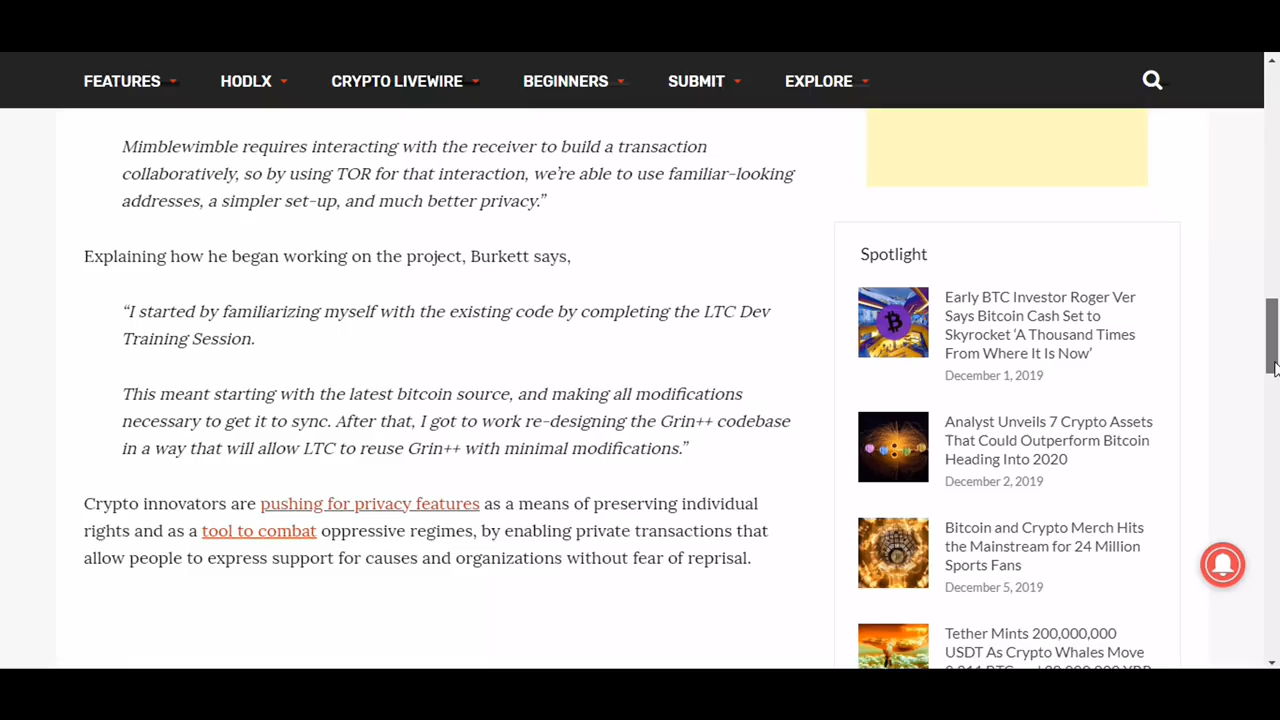 FEATURES HODLX CRYPTO LIVEWIRE BEGINNERS SUBMIT EXPLORE
Mimblewimble requires interacting with the receiver to build a transaction
collaboratively, so by using TOR for that interaction, we’re able to use familiar-looking
addresses, a simpler set-up, and much better privacy.”
Explaining how he began working on the project, Burkett says,
“I started by familiarizing myself with the existing code by completing the LTC Dev
Training Session.
This meant starting with the latest bitcoin source, and making all modifications
necessary to get it to sync. After that, I got to work re-designing the Grin++ codebase
in a way that will allow LTC to reuse Grin++ with minimal modifications.”
Crypto innovators are pushing for privacy features as a means of preserving individual
rights and as a tool to combat oppressive regimes, by enabling private transactions that
allow people to express support for causes and organizations without fear of reprisal.
Spotlight
Early BTC Investor Roger Ver
Says Bitcoin Cash Set to
Skyrocket ‘A Thousand Times
From Where It Is Now’
December 1, 2019
Analyst Unveils 7 Crypto Assets
That Could Outperform Bitcoin
Heading Into 2020
December 2, 2019
Bitcoin and Crypto Merch Hits
the Mainstream for 24 Million
Sports Fans
December 5, 2019
Tether Mints 200,000,000
USDT As Crypto Whales Move